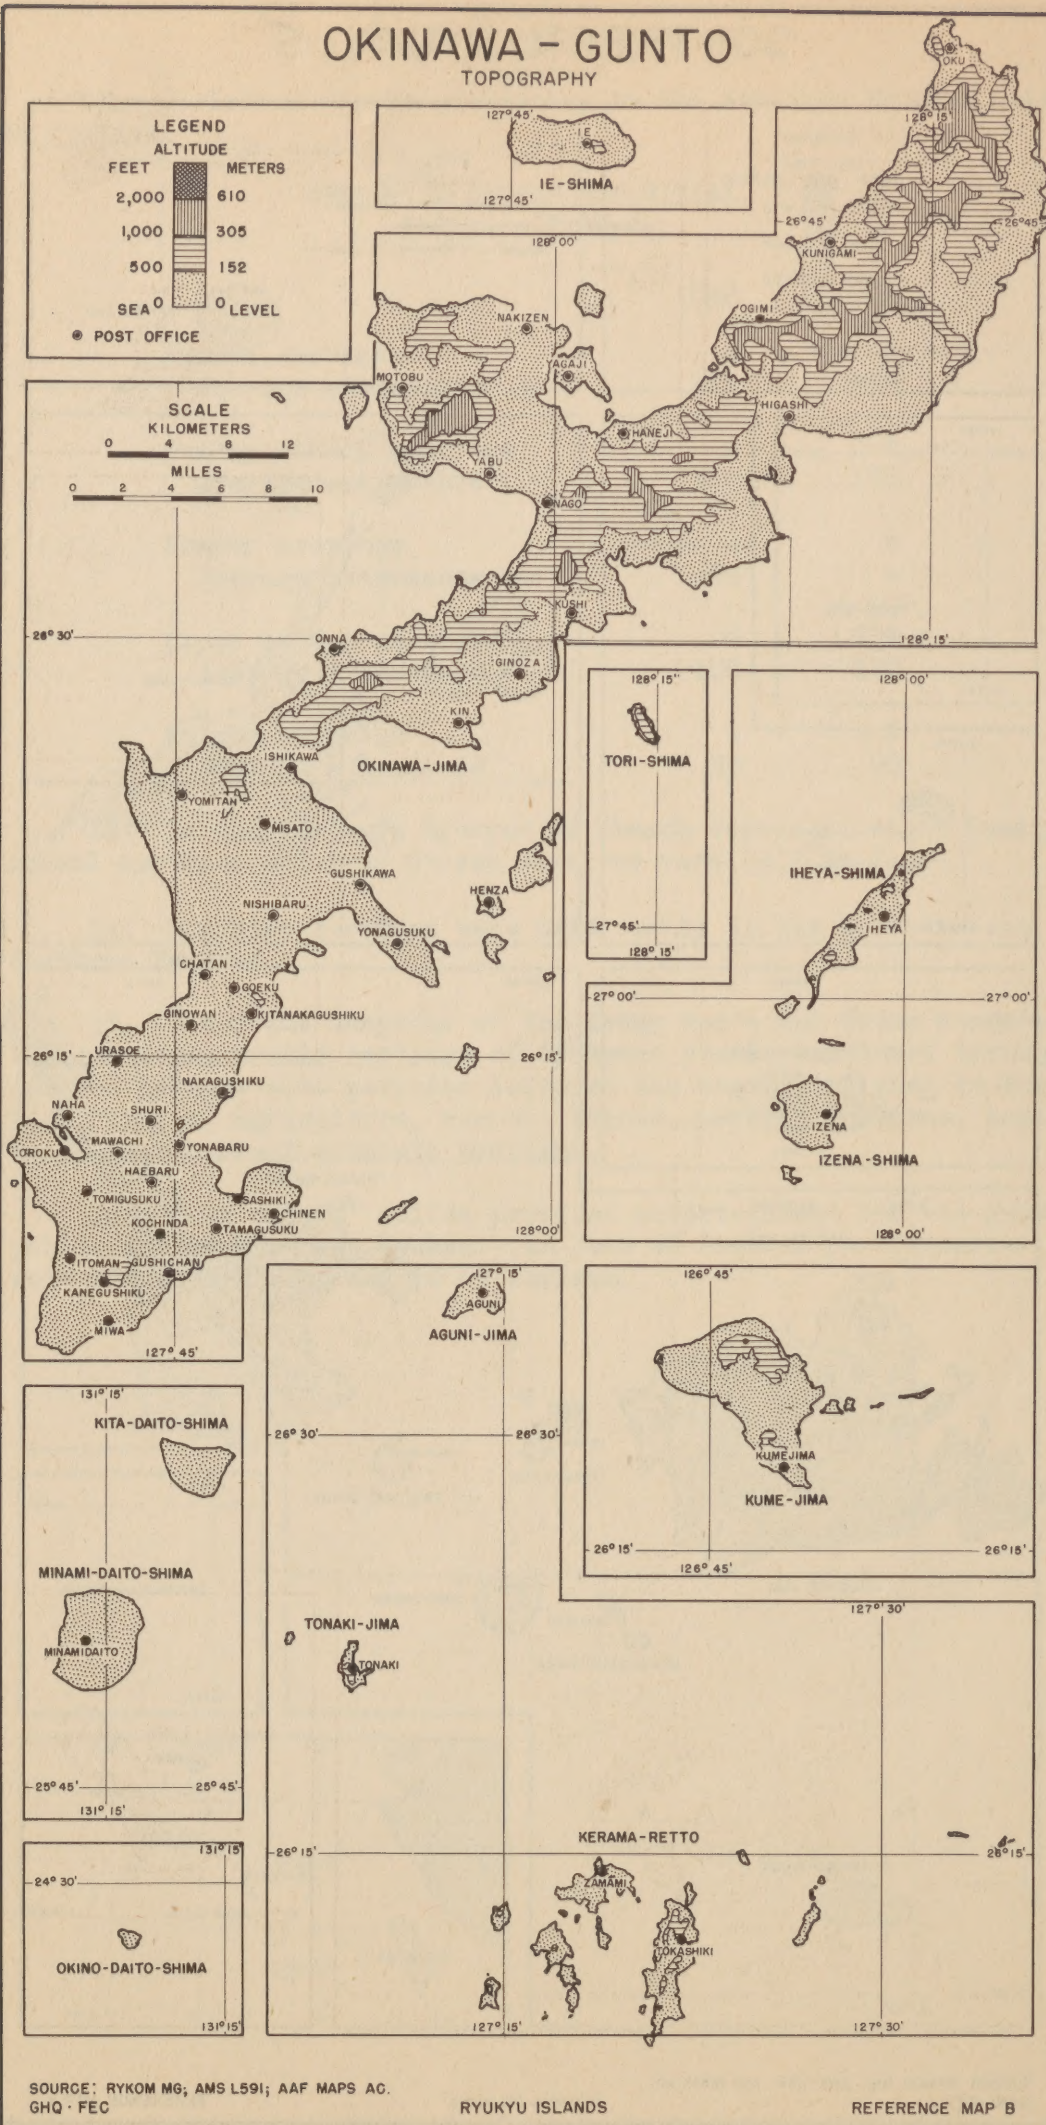 OKINAWA - GUNTO
TOPOGRAPHY
LEGEND
ALTITUDE
FEET METERS
2,000 610
1,000 305
500 152
SEA 0 0 LEVEL
POST OFFICE
SCALE
KILOMETERS
0 4 8 12
MILES
0 2 4 6 8 10
127° 45'
IE
IE-SHIMA
127° 45'
OKU
128° 15'
26° 45' 26° 45'
KUNIGAMI
128° 00'
OGIMI
NAKIZEN
YAGAJI
MOTOBU
HIGASHI
HANEJI
YABU
NAGO
KUSHI
26° 30'
ONNA
128° 15'
GINOZA
KIN
ISHIKAWA
OKINAWA-JIMA
YOMITAN
MISATO
GUSHIKAWA
HENZA
NISHIBARU
YONAGUSUKU
CHATAN
GOEKU
GINOWAN
KITANAKAGUSHIKU
26° 15' 26° 15'
URASOE
NAKAGUSHIKU
NAHA
SHURI
OROKU
MAWACHI
YONABARU
HAEBARU
TOMIGUSUKU
SASHIKI
CHINEN
KOCHINDA
TAMAGUSUKU
128° 00'
ITOMAN
GUSHICHAN
KANEGUSHIKU
MIWA
127° 45'
128° 15"
TORI-SHIMA
27° 45'
128° 15'
128° 00'
IHEYA-SHIMA
IHEYA
27° 00' 27° 00'
IZENA
IZENA-SHIMA
128° 00'
131° 15'
KITA-DAITO-SHIMA
MINAMI-DAITO-SHIMA
MINAMIDAITO
25° 45' 25° 45'
131° 15'
131° 15'
24° 30'
OKINO-DAITO-SHIMA
131° 15'
127° 15'
AGUNI
AGUNI-JIMA
26° 30' 26° 30'
126° 45'
KUMEJIMA
KUME-JIMA
26° 15' 26° 15'
126° 45'
127° 30'
TONAKI-JIMA
TONAKI
KERAMA-RETTO
26° 15' 26° 15'
ZAMAMI
TOKASHIKI
127° 15' 127° 30'
SOURCE: RYKOM MG; AMS L591; AAF MAPS AC.
GHQ · FEC
RYUKYU ISLANDS
REFERENCE MAP B